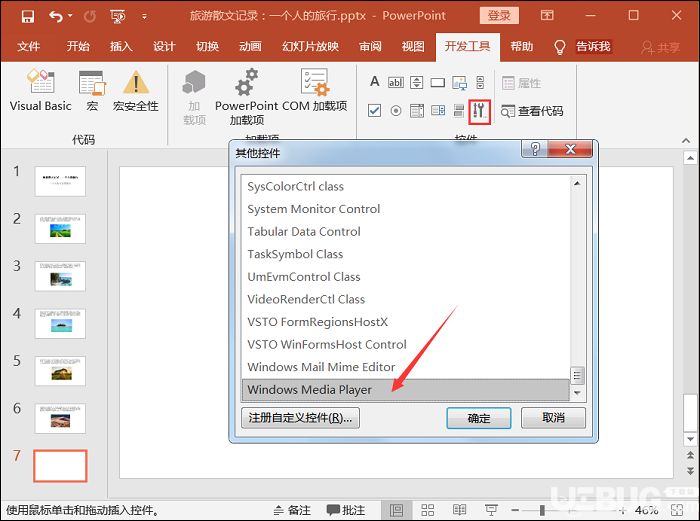 旅游散文记录：一个人的旅行.pptx - PowerPoint
登录
文件 开始 插入 设计 切换 动画 幻灯片放映 审阅 视图 开发工具 帮助 告诉我 共享
Visual Basic 宏 宏安全性
加载项
PowerPoint 加载项
COM 加载项
A abl
属性
查看代码
代码 加载项 控件
其他控件
SysColorCtrl class
System Monitor Control
Tabular Data Control
TaskSymbol Class
UmEvmControl Class
VideoRenderCtl Class
VSTO FormRegionsHostX
VSTO WinFormsHost Control
Windows Mail Mime Editor
Windows Media Player
注册自定义控件(R)... 确定 取消
1
2
3
4
5
6
7
使用鼠标单击和拖动插入控件。 备注 批注 46%
UEBUG